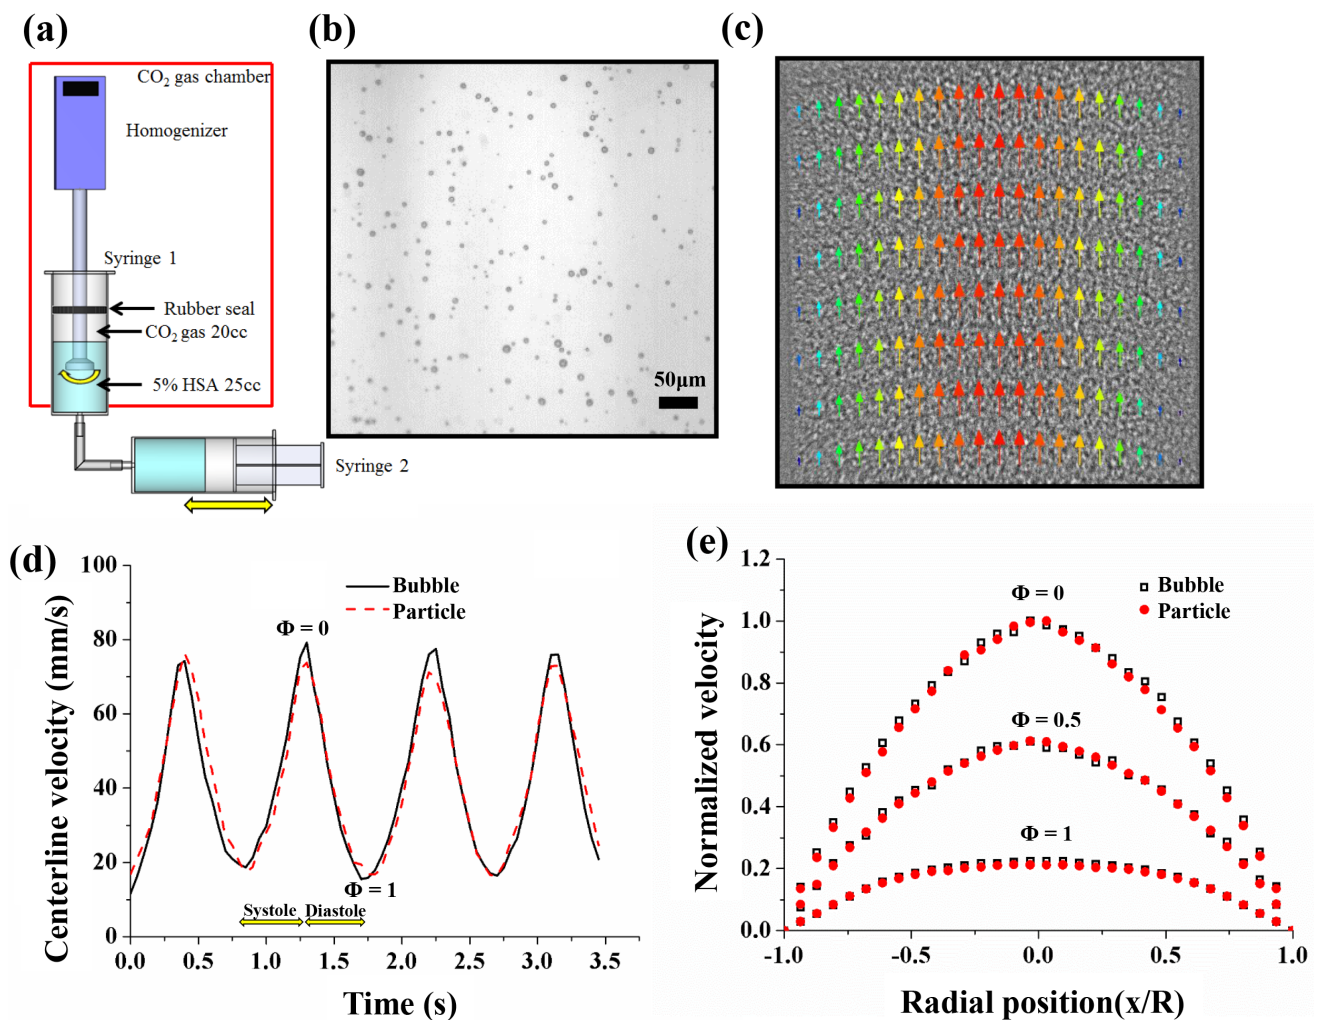 (a)
CO2 gas chamber
Homogenizer
Syringe 1
Rubber seal
CO2 gas 20cc
5% HSA 25cc
Syringe 2
(b)
50μm
(c)
(d)
Centerline velocity (mm/s)
100
80
60
40
20
0
Bubble
Particle
Φ = 0
Φ = 1
Systole
Diastole
0.0 0.5 1.0 1.5 2.0 2.5 3.0 3.5
Time (s)
(e)
Normalized velocity
1.2
1.0
0.8
0.6
0.4
0.2
0.0
Bubble
Particle
Φ = 0
Φ = 0.5
Φ = 1
-1.0 -0.5 0.0 0.5 1.0
Radial position(x/R)